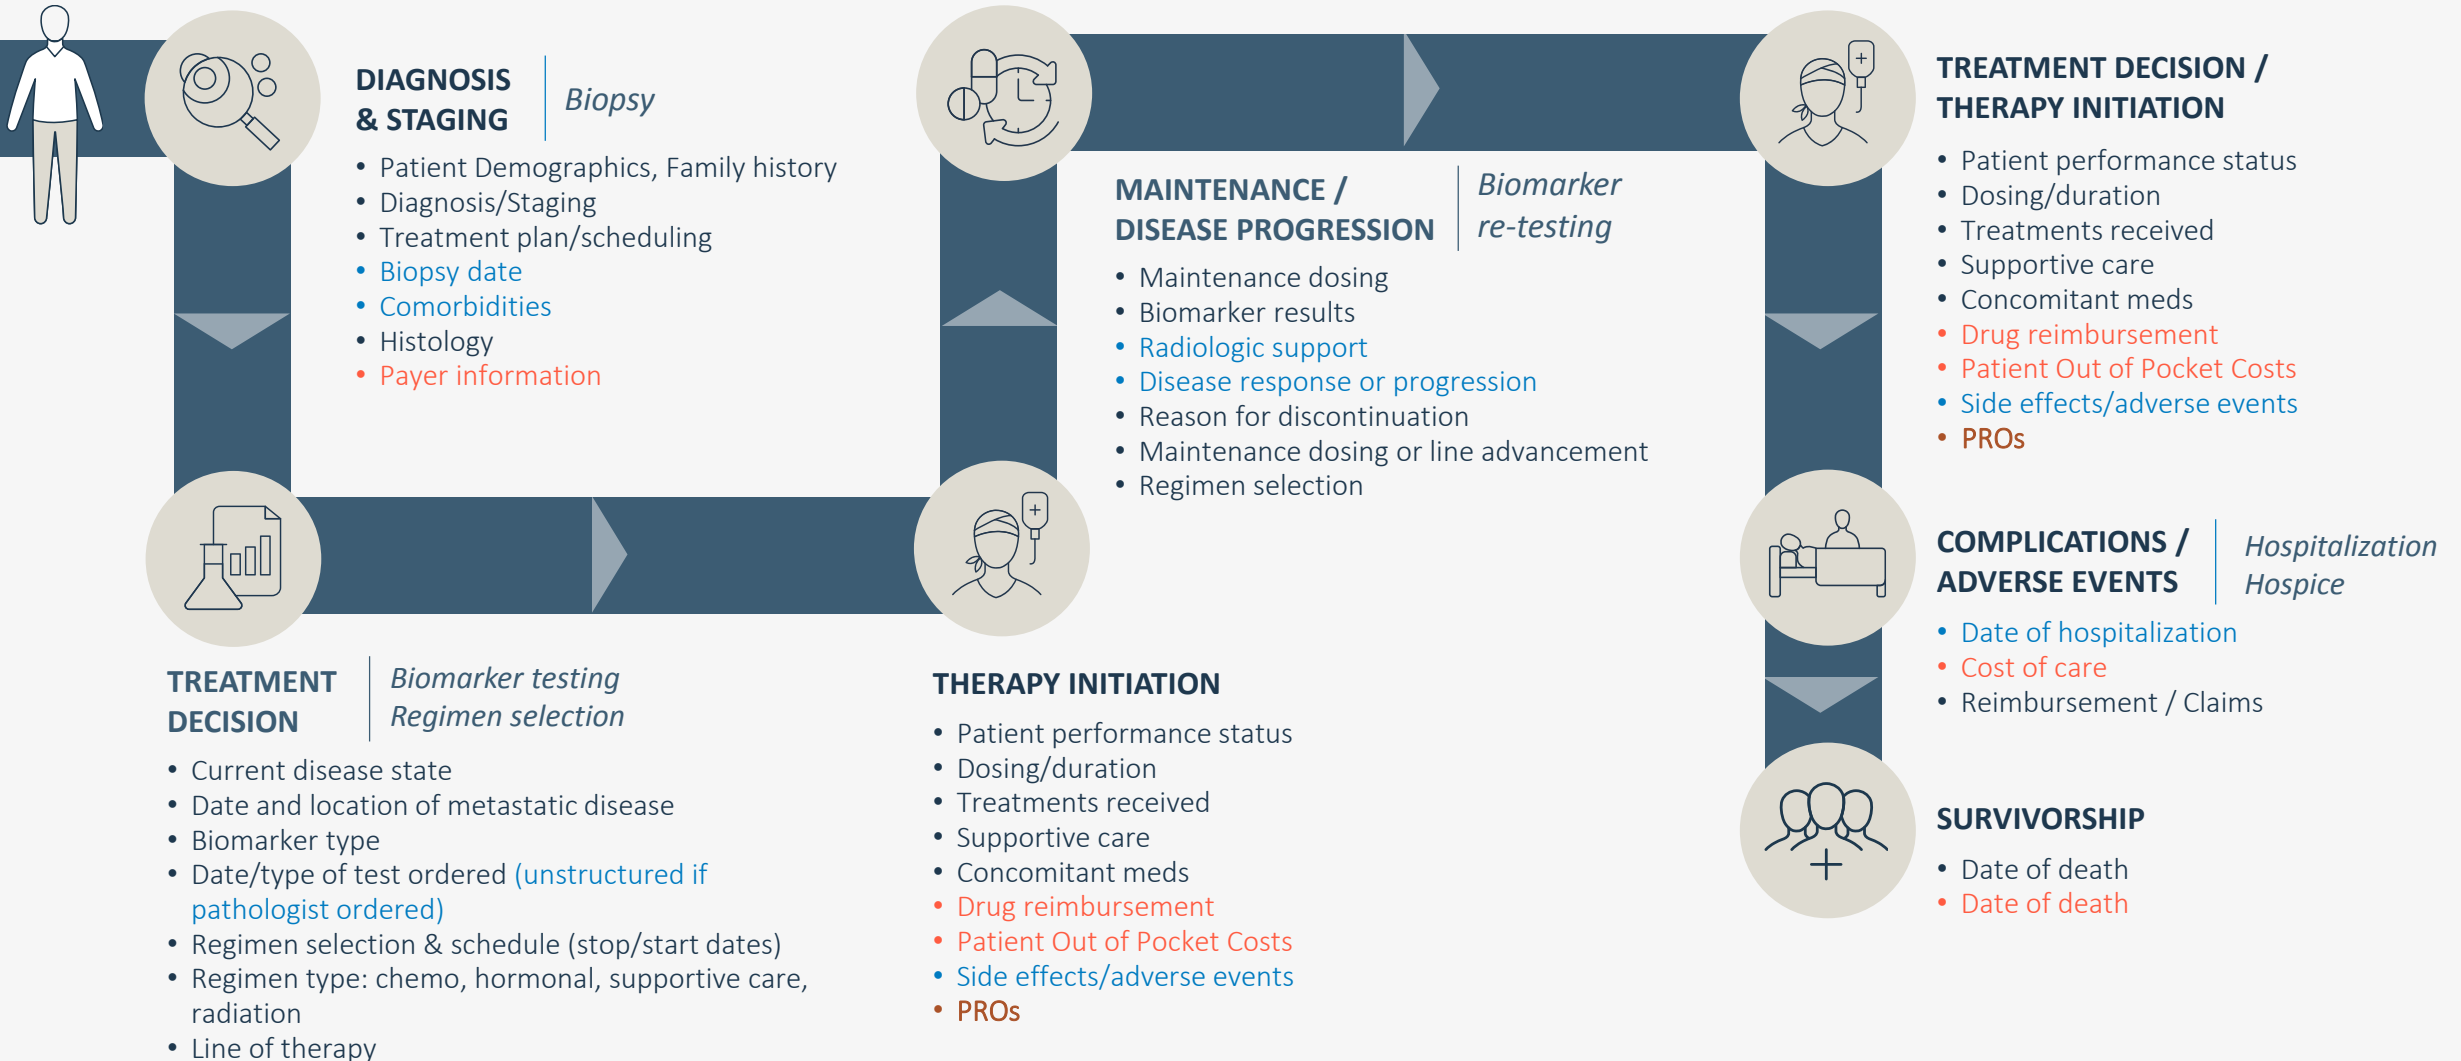 DIAGNOSIS
& STAGING
Biopsy
• Patient Demographics, Family history
• Diagnosis/Staging
• Treatment plan/scheduling
• Biopsy date
• Comorbidities
• Histology
• Payer information
TREATMENT
DECISION
Biomarker testing
Regimen selection
• Current disease state
• Date and location of metastatic disease
• Biomarker type
• Date/type of test ordered (unstructured if
pathologist ordered)
• Regimen selection & schedule (stop/start dates)
• Regimen type: chemo, hormonal, supportive care,
radiation
• Line of therapy
THERAPY INITIATION
• Patient performance status
• Dosing/duration
• Treatments received
• Supportive care
• Concomitant meds
• Drug reimbursement
• Patient Out of Pocket Costs
• Side effects/adverse events
• PROs
MAINTENANCE /
DISEASE PROGRESSION
Biomarker
re-testing
• Maintenance dosing
• Biomarker results
• Radiologic support
• Disease response or progression
• Reason for discontinuation
• Maintenance dosing or line advancement
• Regimen selection
TREATMENT DECISION /
THERAPY INITIATION
• Patient performance status
• Dosing/duration
• Treatments received
• Supportive care
• Concomitant meds
• Drug reimbursement
• Patient Out of Pocket Costs
• Side effects/adverse events
• PROs
COMPLICATIONS /
ADVERSE EVENTS
Hospitalization
Hospice
• Date of hospitalization
• Cost of care
• Reimbursement / Claims
SURVIVORSHIP
• Date of death
• Date of death